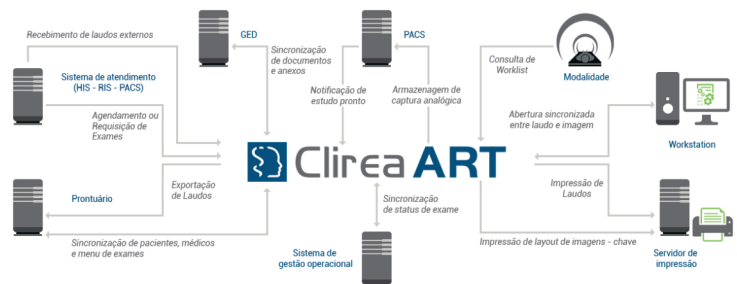 Recebimento de laudos externos
GED
PACS
Sincronização
de documentos
e anexos
Consulta de
Worklist
Modalidade
Sistema de atendimento
(HIS - RIS - PACS)
Notificação de
estudo pronto
Armazenagem de
captura analógica
Agendamento ou
Requisição de
Exames
Abertura sincronizada
entre laudo e imagem
Workstation
Clirea ART
Prontuário
Exportação
de Laudos
Sincronização
de status de exame
Impressão de
Laudos
Sincronização de pacientes, médicos
e menu de exames
Sistema de
gestão operacional
Impressão de layout de imagens - chave
Servidor de
impressão